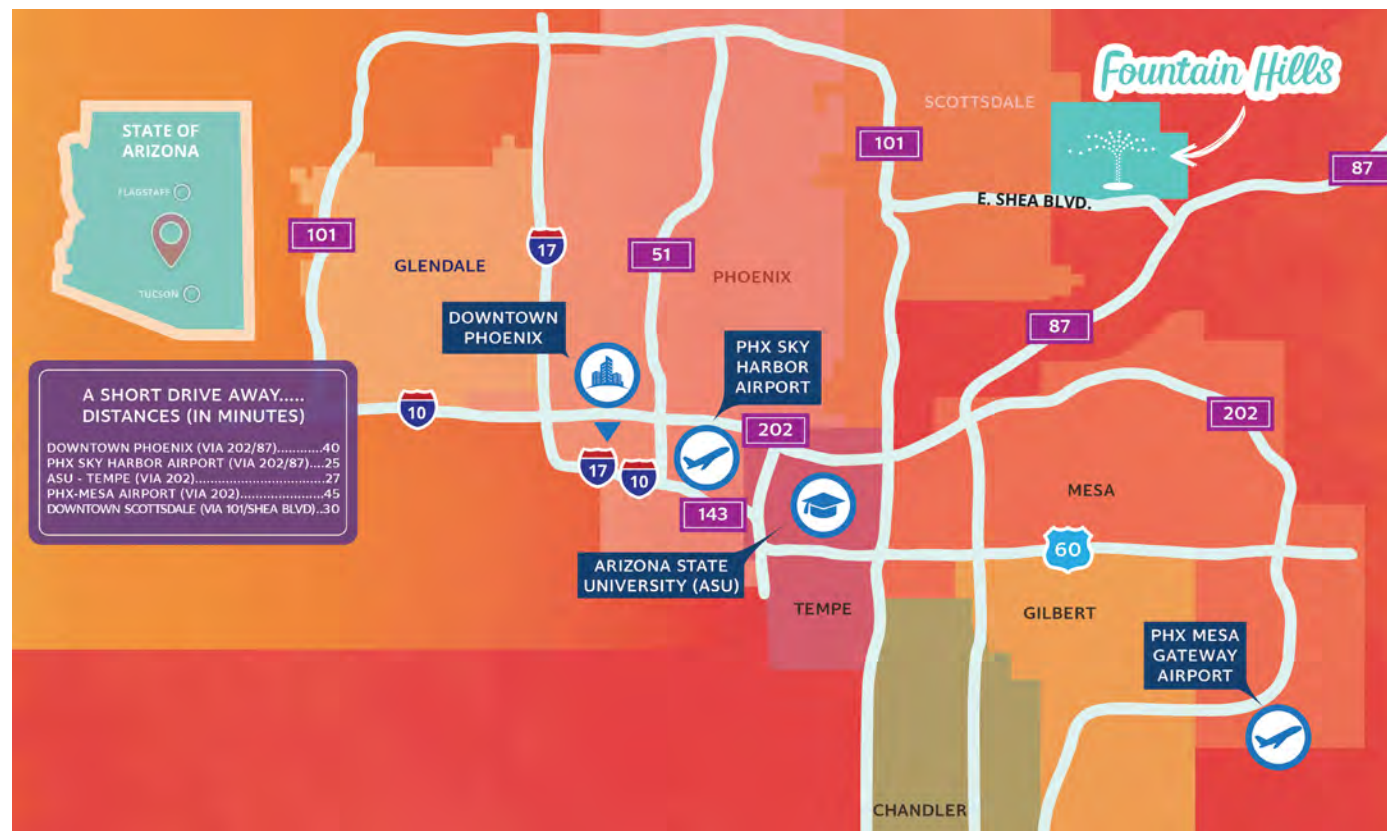 Fountain Hills
SCOTTSDALE
STATE OF
ARIZONA
FLAGSTAFF
TUCSON
101
87
E. SHEA BLVD.
101
17
51
GLENDALE
PHOENIX
DOWNTOWN
PHOENIX
87
PHX SKY
HARBOR
AIRPORT
A SHORT DRIVE AWAY.....
DISTANCES (IN MINUTES)
DOWNTOWN PHOENIX (VIA 202/87)............40
PHX SKY HARBOR AIRPORT (VIA 202/87)....25
ASU - TEMPE (VIA 202)..................................27
PHX-MESA AIRPORT (VIA 202)......................45
DOWNTOWN SCOTTSDALE (VIA 101/SHEA BLVD)..30
10
202
202
17
10
MESA
143
60
ARIZONA STATE
UNIVERSITY (ASU)
TEMPE
GILBERT
PHX MESA
GATEWAY
AIRPORT
CHANDLER